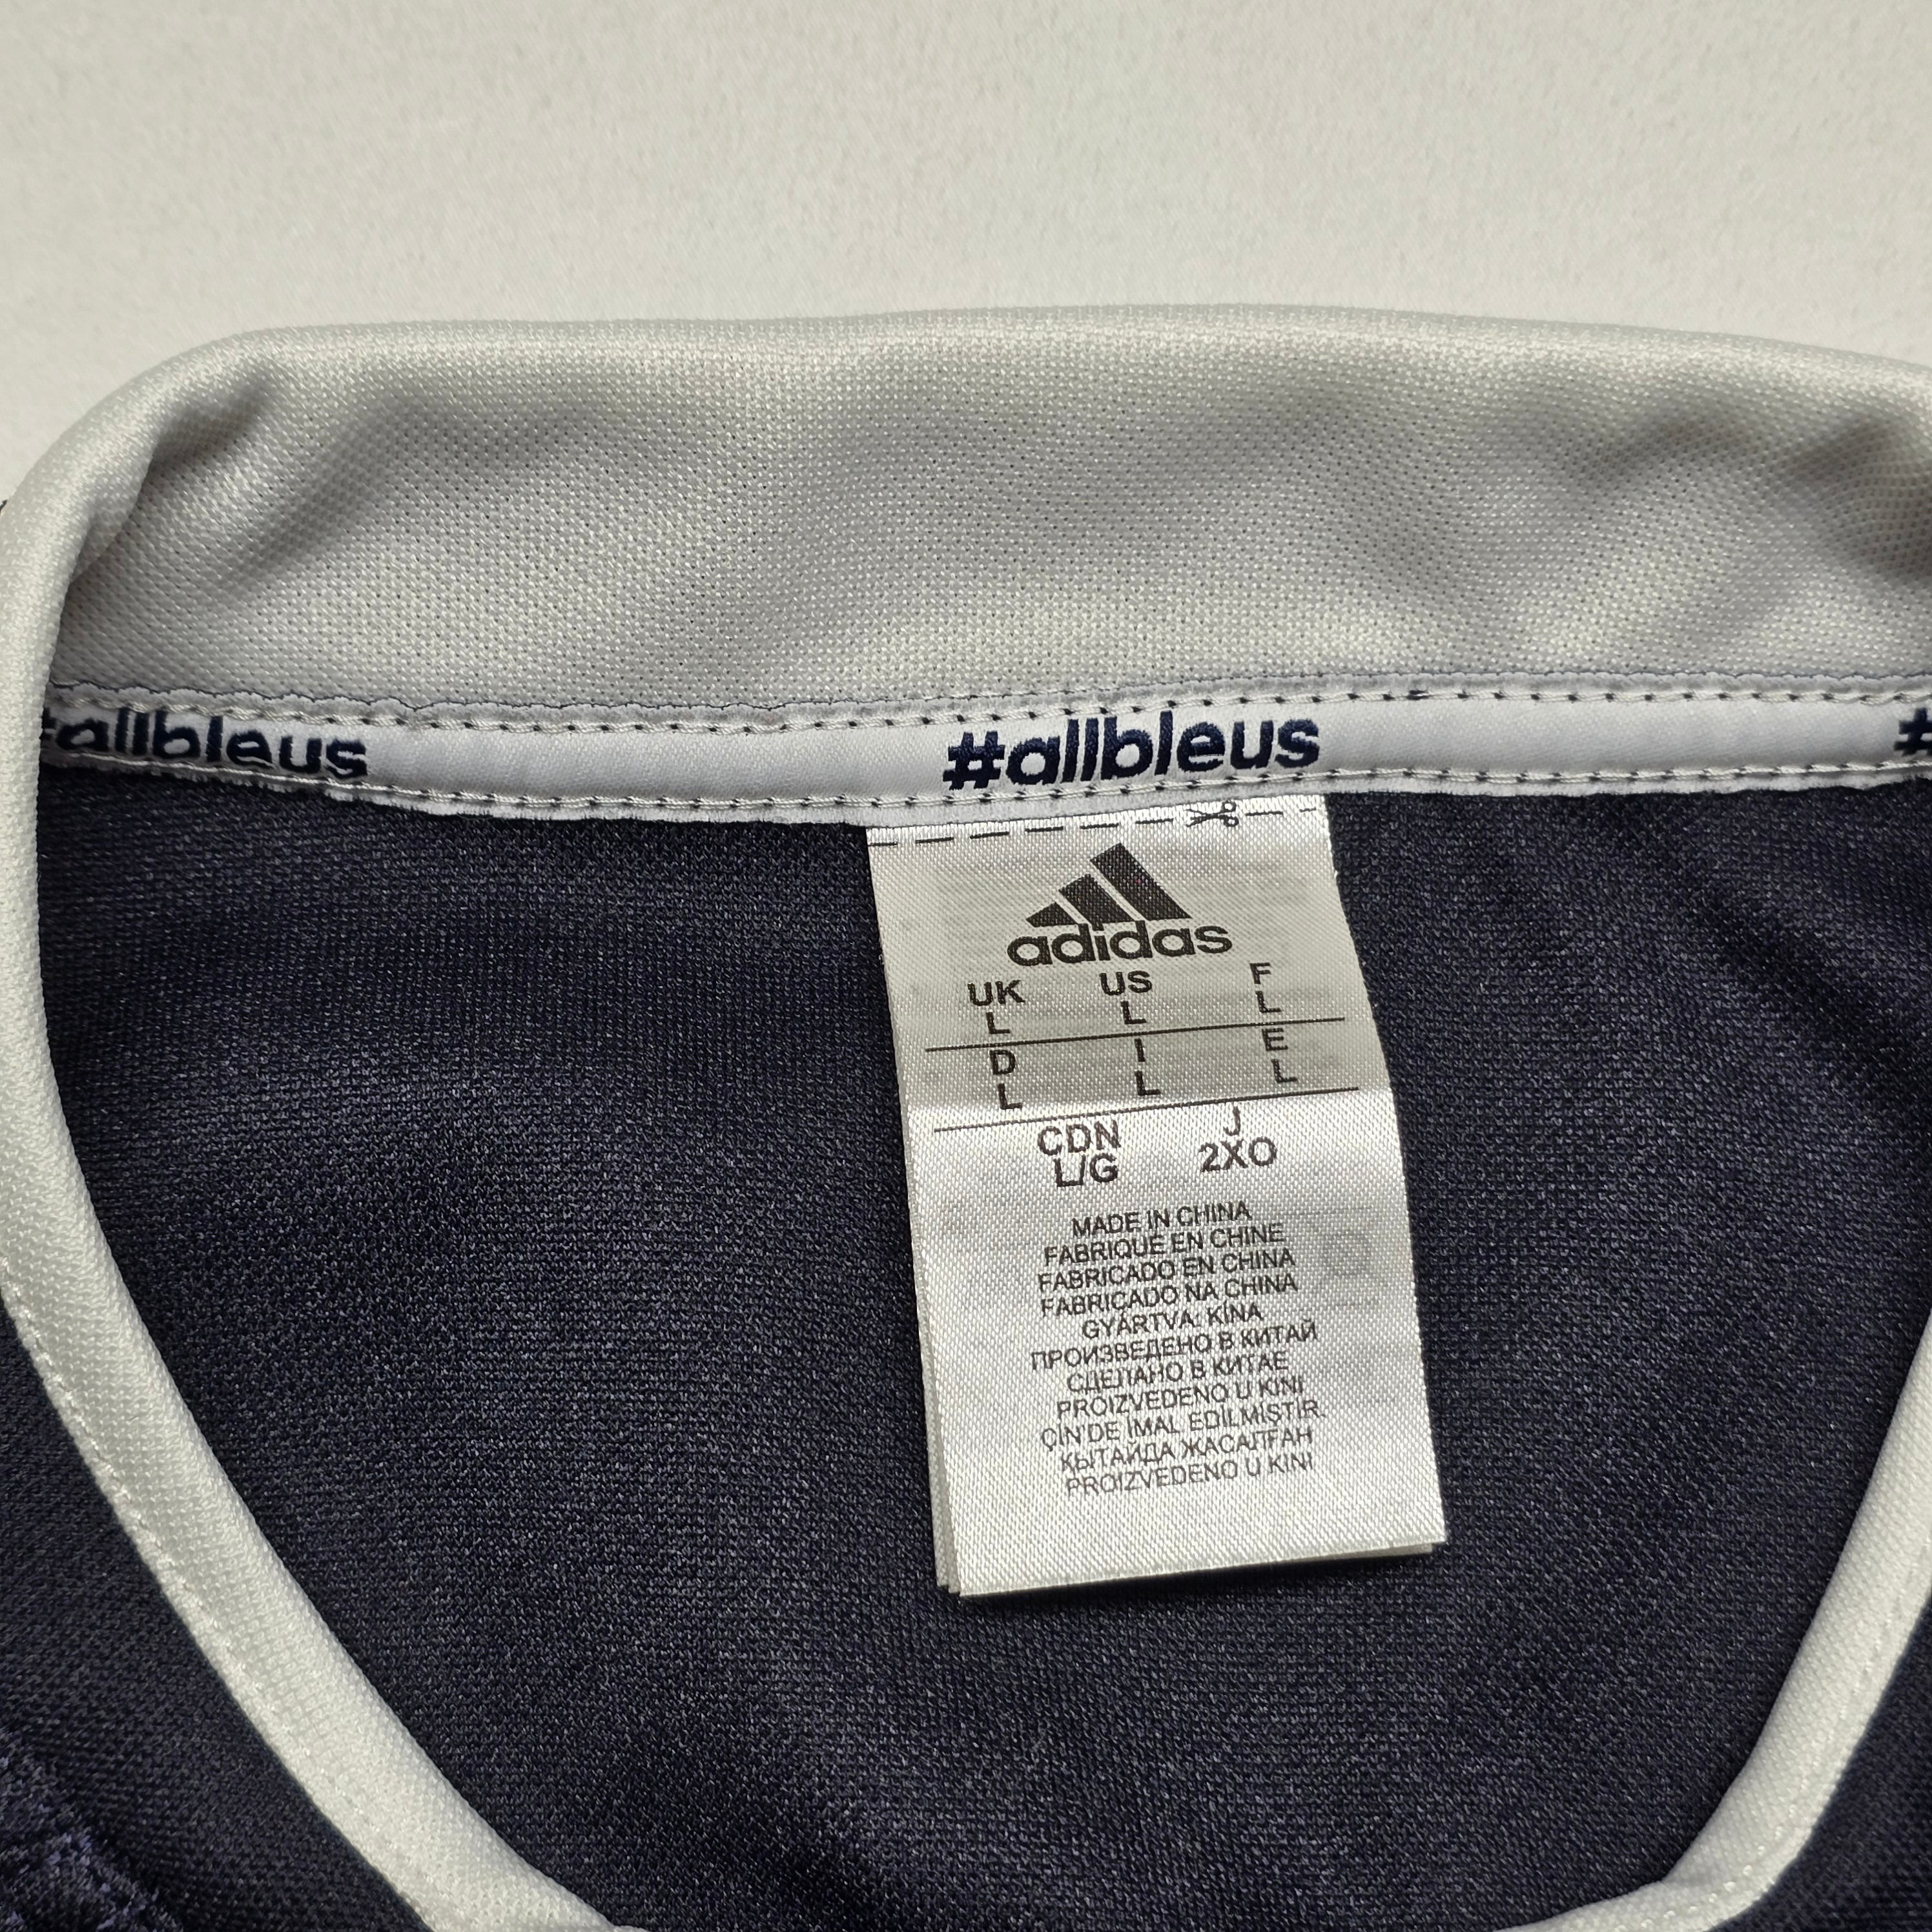 #allbleus #allbleus #
adidas
UK US F
L L L
D I E
L L L
CDN J
L/G 2XO
MADE IN CHINA
FABRIQUÉ EN CHINE
FABRICADO EN CHINA
FABRICADO NA CHINA
GYÁRTVA: KÍNA
ПРОИЗВЕДЕНО В КИТАЙ
СДЕЛАНО В КИТАЕ
PROIZVEDENO U KINI
ÇİN'DE İMAL EDİLMİŞTİR.
ҚЫТАЙДА ЖАСАЛҒАН
PROIZVEDENO U KINI